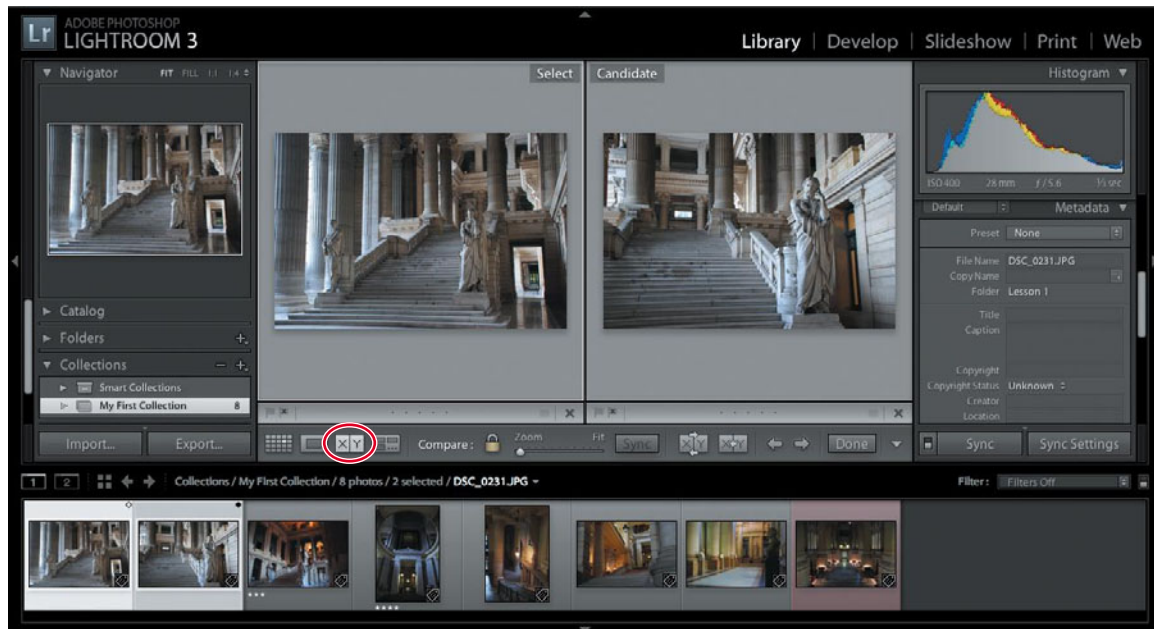 Lr ADOBE PHOTOSHOP
LIGHTROOM 3
Library | Develop | Slideshow | Print | Web
Navigator FIT FILL 1:1 1:4
Select
Candidate
Histogram
ISO 400 28 mm f / 5.6 ⅓ sec
Default Metadata
Preset None
File Name DSC_0231.JPG
Copy Name
Folder Lesson 1
Title
Caption
Copyright
Copyright Status Unknown
Creator
Location
Catalog
Folders
Collections
Smart Collections
My First Collection 8
Import... Export...
X Y
Compare : Zoom Fit Sync X Y X Y Done
Sync Sync Settings
1 2 Collections / My First Collection / 8 photos / 2 selected / DSC_0231.JPG
Filter : Filters Off